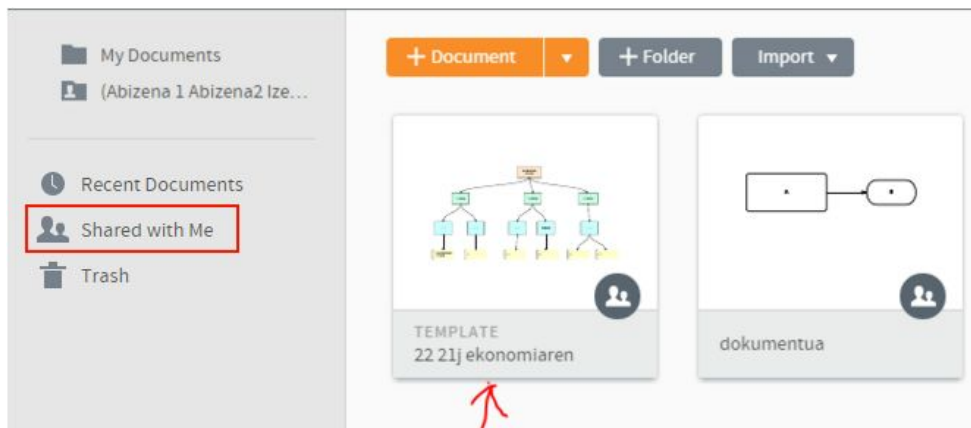 My Documents
(Abizena 1 Abizena2 Ize...
Recent Documents
Shared with Me
Trash
+ Document
+ Folder
Import
TEMPLATE
22 21j ekonomiaren
dokumentua